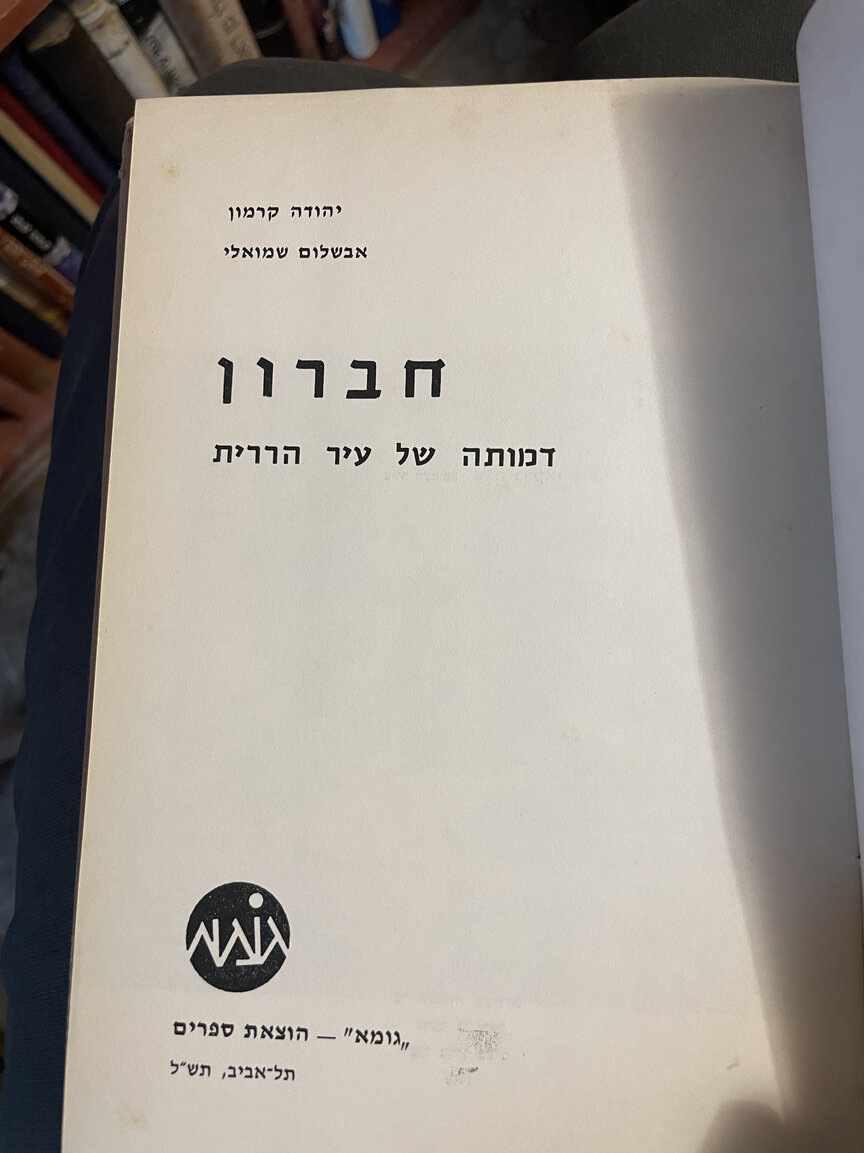 יהודה קרמון
אבשלום שמואלי
חברון
דמותה של עיר הררית
גומא
„גומא" — הוצאת ספרים
תל-אביב, תש"ל